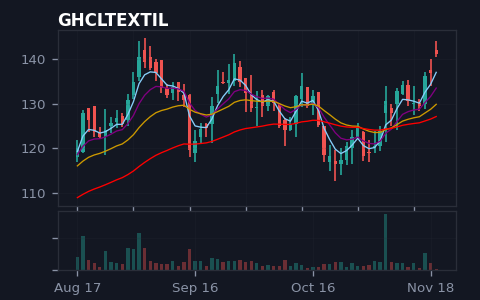 GHCLTEXTIL
140
130
120
110
Aug 17
Sep 16
Oct 16
Nov 18